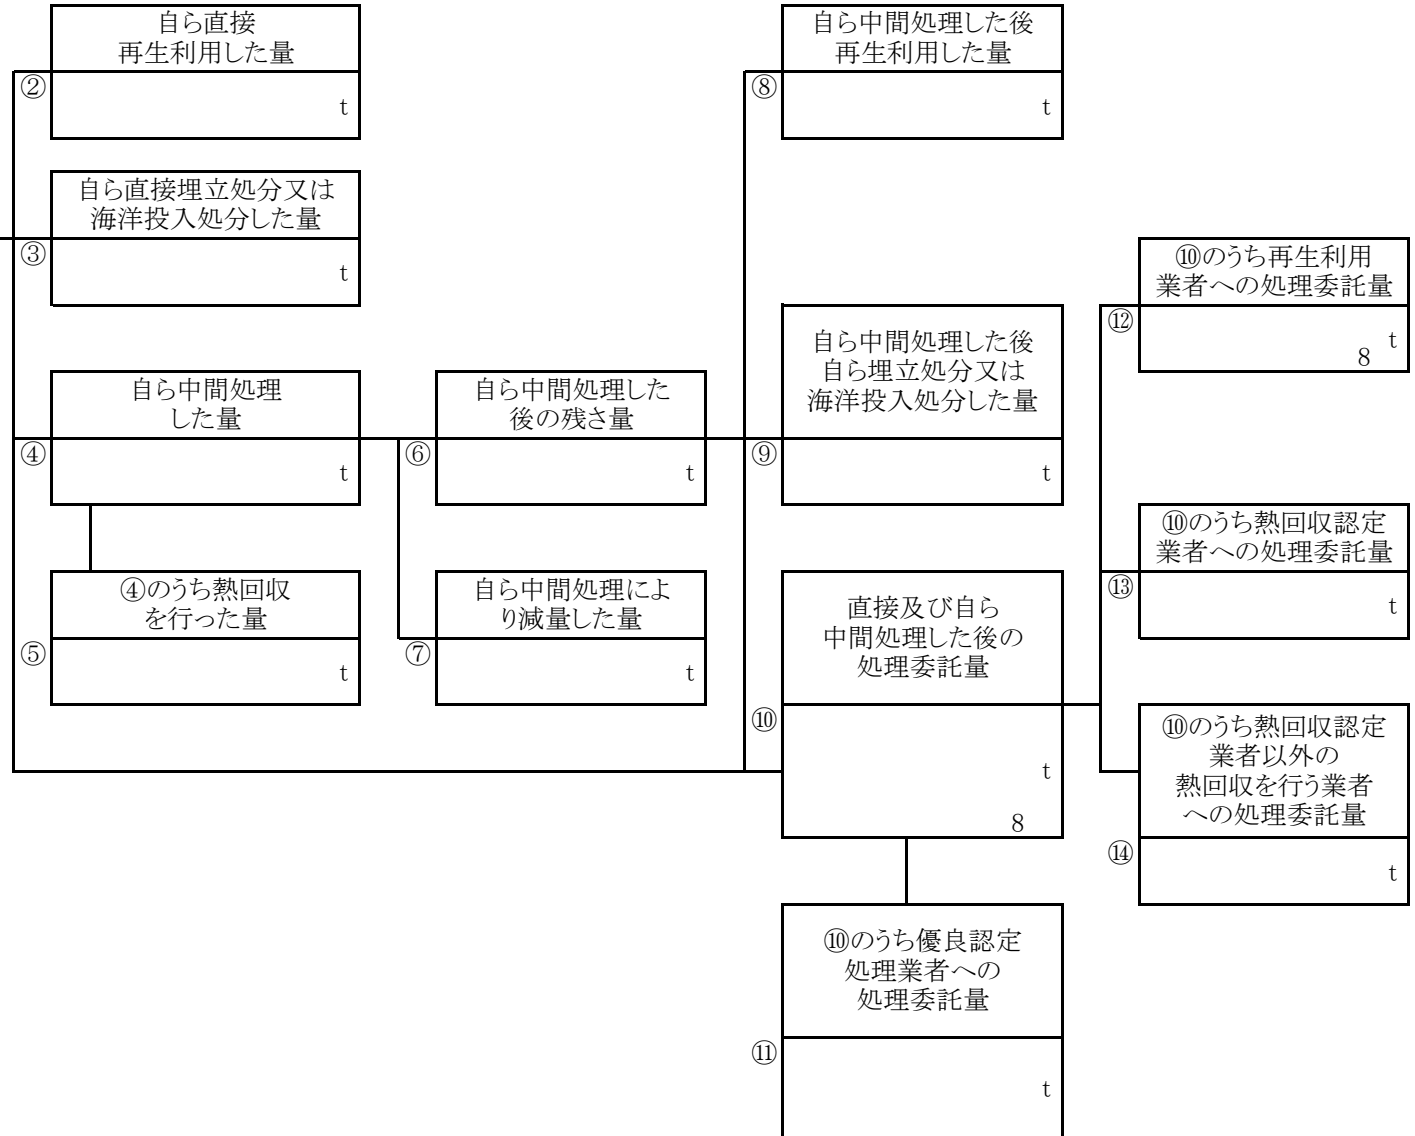 自ら直接
再生利用した量
②
t
自ら直接埋立処分又は
海洋投入処分した量
③
t
自ら中間処理
した量
④
t
④のうち熱回収
を行った量
⑤
t
自ら中間処理した
後の残さ量
⑥
t
自ら中間処理によ
り減量した量
⑦
t
自ら中間処理した後
再生利用した量
⑧
t
自ら中間処理した後
自ら埋立処分又は
海洋投入処分した量
⑨
t
直接及び自ら
中間処理した後の
処理委託量
⑩
t
8
⑩のうち優良認定
処理業者への
処理委託量
⑪
t
⑩のうち再生利用
業者への処理委託量
⑫
t
8
⑩のうち熱回収認定
業者への処理委託量
⑬
t
⑩のうち熱回収認定
業者以外の
熱回収を行う業者
への処理委託量
⑭
t